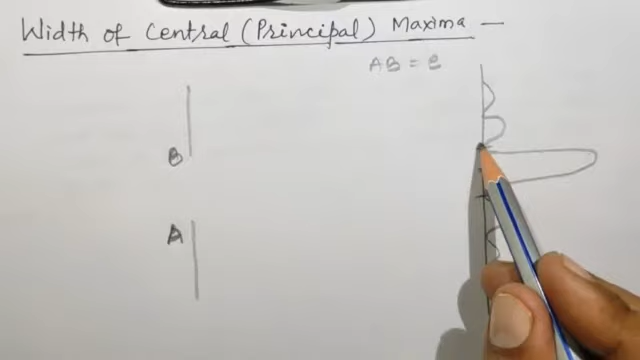 Width of Central (Principal) Maxima —
AB = e
B
A